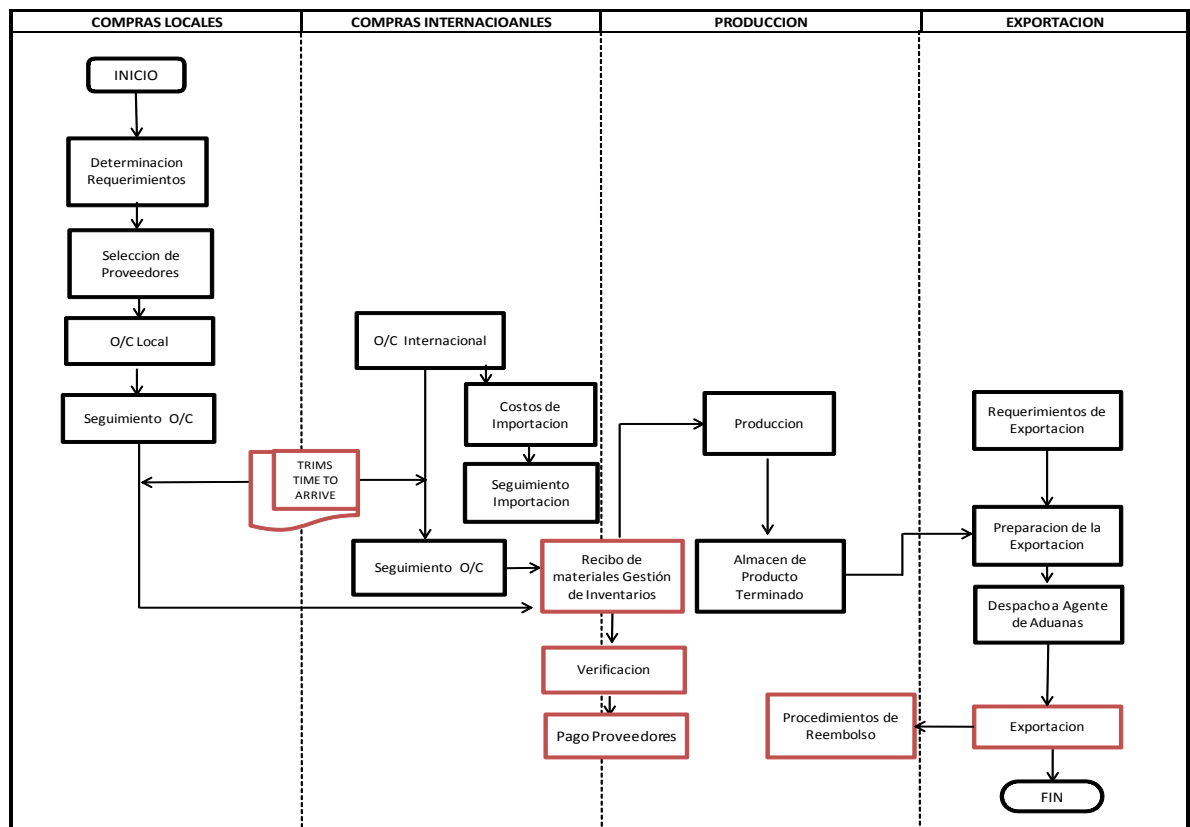 COMPRAS LOCALES
COMPRAS INTERNACIOANLES
PRODUCCION
EXPORTACION
INICIO
Determinacion
Requerimientos
Seleccion de
Proveedores
O/C Local
Seguimiento O/C
TRIMS
TIME TO
ARRIVE
O/C Internacional
Costos de
Importacion
Seguimiento
Importacion
Seguimiento O/C
Recibo de
materiales Gestión
de Inventarios
Verificacion
Pago Proveedores
Produccion
Almacen de
Producto
Terminado
Procedimientos de
Reembolso
Requerimientos de
Exportacion
Preparacion de la
Exportacion
Despacho a Agente
de Aduanas
Exportacion
FIN